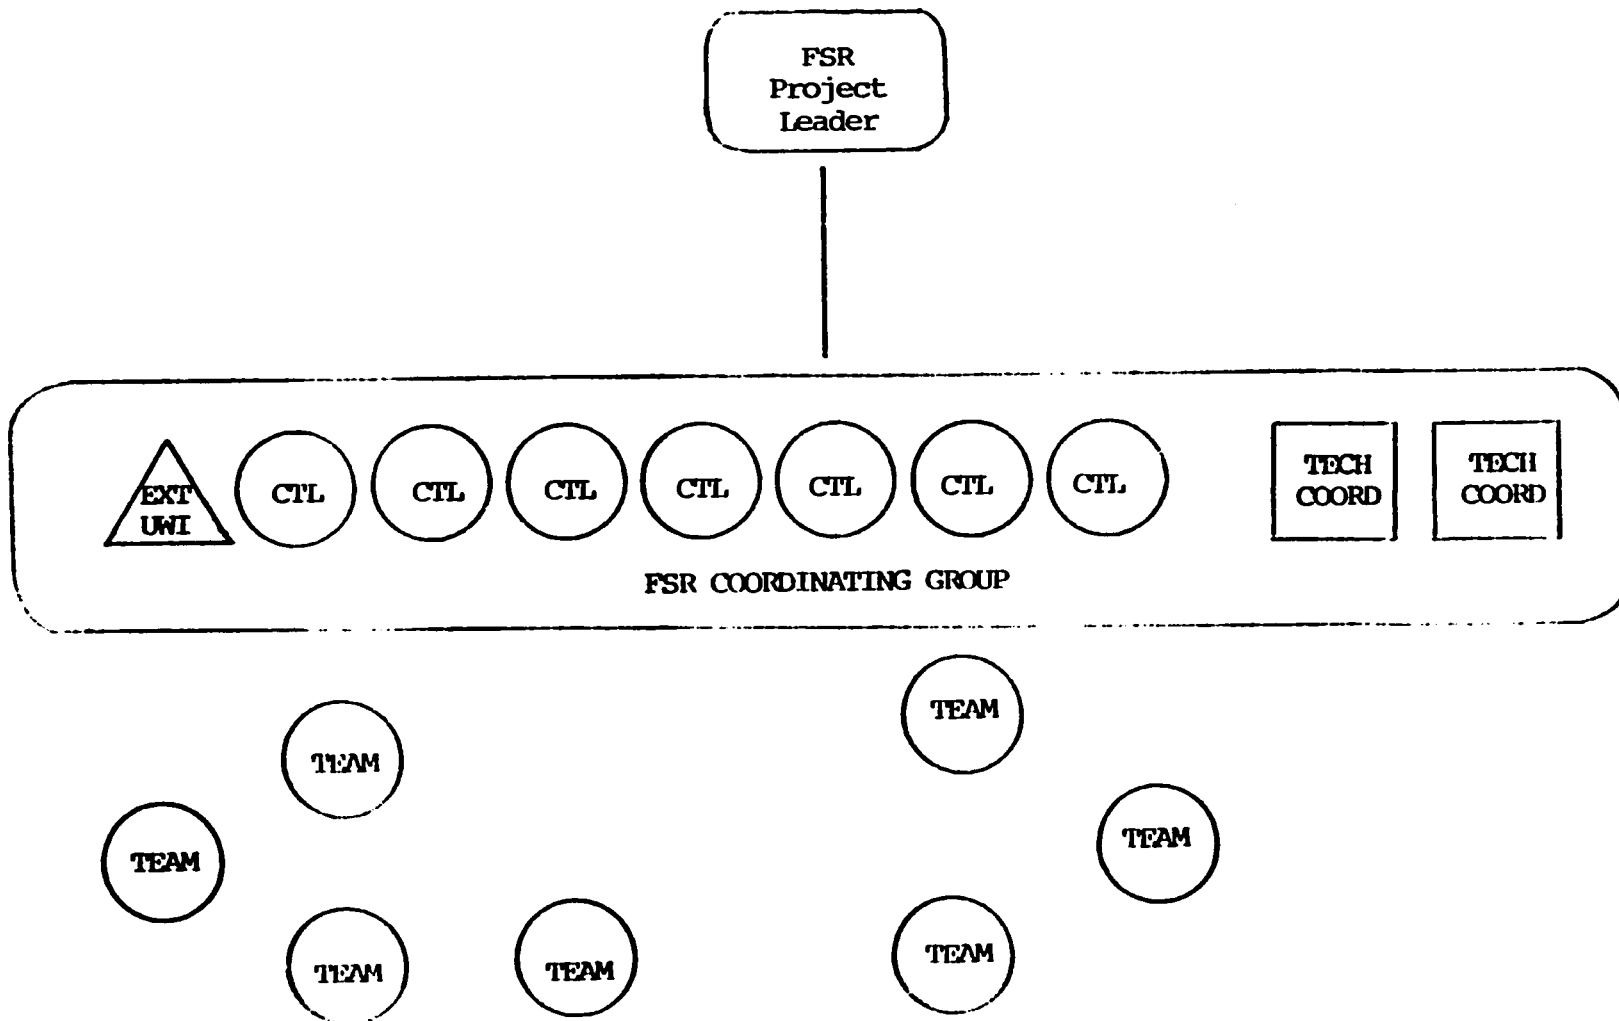 FSR
Project
Leader
EXT
UWI
CTL
CTL
CTL
CTL
CTL
CTL
CTL
TECH
COORD
TECH
COORD
FSR COORDINATING GROUP
TEAM
TEAM
TEAM
TEAM
TEAM
TEAM
TEAM